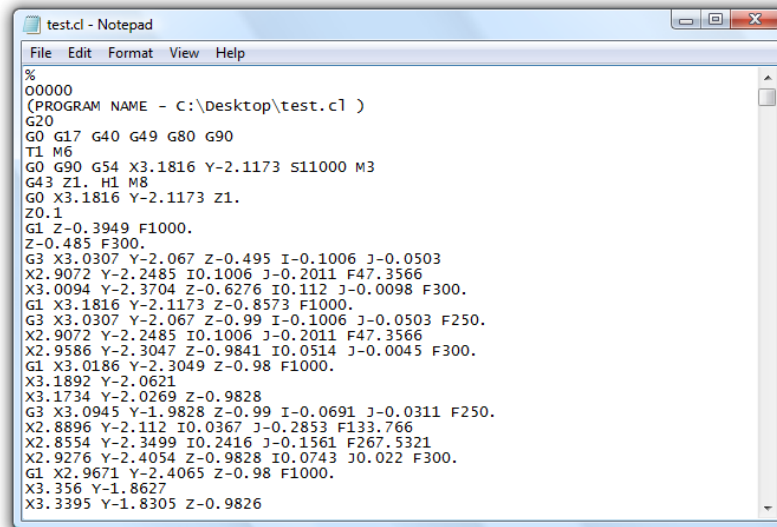 test.cl - Notepad
File Edit Format View Help
%
O0000
(PROGRAM NAME - C:\Desktop\test.cl )
G20
G0 G17 G40 G49 G80 G90
T1 M6
G0 G90 G54 X3.1816 Y-2.1173 S11000 M3
G43 Z1. H1 M8
G0 X3.1816 Y-2.1173 Z1.
Z0.1
G1 Z-0.3949 F1000.
Z-0.485 F300.
G3 X3.0307 Y-2.067 Z-0.495 I-0.1006 J-0.0503
X2.9072 Y-2.2485 I0.1006 J-0.2011 F47.3566
X3.0094 Y-2.3704 Z-0.6276 I0.112 J-0.0098 F300.
G1 X3.1816 Y-2.1173 Z-0.8573 F1000.
G3 X3.0307 Y-2.067 Z-0.99 I-0.1006 J-0.0503 F250.
X2.9072 Y-2.2485 I0.1006 J-0.2011 F47.3566
X2.9586 Y-2.3047 Z-0.9841 I0.0514 J-0.0045 F300.
G1 X3.0186 Y-2.3049 Z-0.98 F1000.
X3.1892 Y-2.0621
X3.1734 Y-2.0269 Z-0.9828
G3 X3.0945 Y-1.9828 Z-0.99 I-0.0691 J-0.0311 F250.
X2.8896 Y-2.112 I0.0367 J-0.2853 F133.766
X2.8554 Y-2.3499 I0.2416 J-0.1561 F267.5321
X2.9276 Y-2.4054 Z-0.9828 I0.0743 J0.022 F300.
G1 X2.9671 Y-2.4065 Z-0.98 F1000.
X3.356 Y-1.8627
X3.3395 Y-1.8305 Z-0.9826